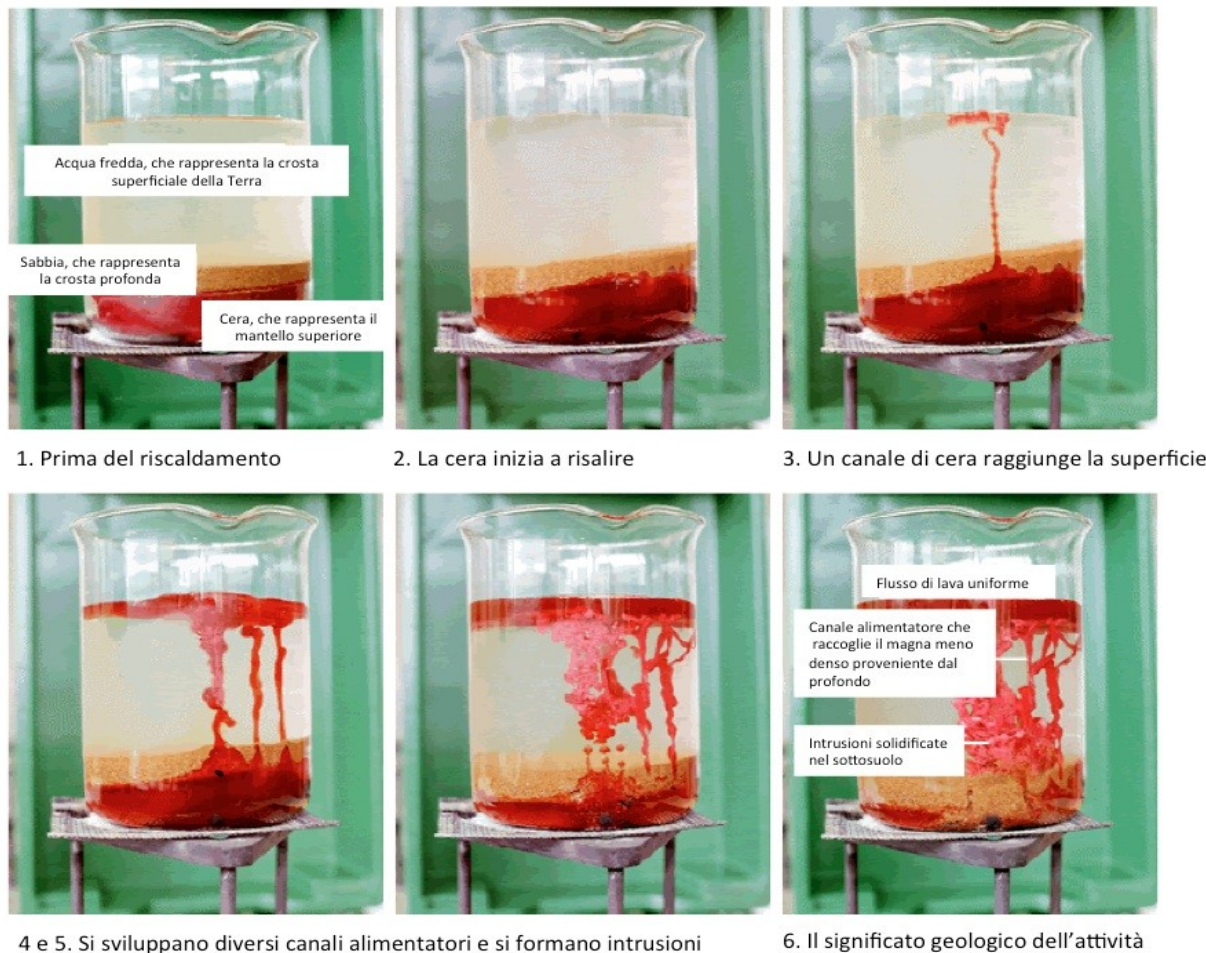 Acqua fredda, che rappresenta la crosta
superficiale della Terra
Sabbia, che rappresenta
la crosta profonda
Cera, che rappresenta il
mantello superiore
1. Prima del riscaldamento
2. La cera inizia a risalire
3. Un canale di cera raggiunge la superficie
Flusso di lava uniforme
Canale alimentatore che
raccoglie il magna meno
denso proveniente dal
profondo
Intrusioni solidificate
nel sottosuolo
4 e 5. Si sviluppano diversi canali alimentatori e si formano intrusioni
6. Il significato geologico dell'attività